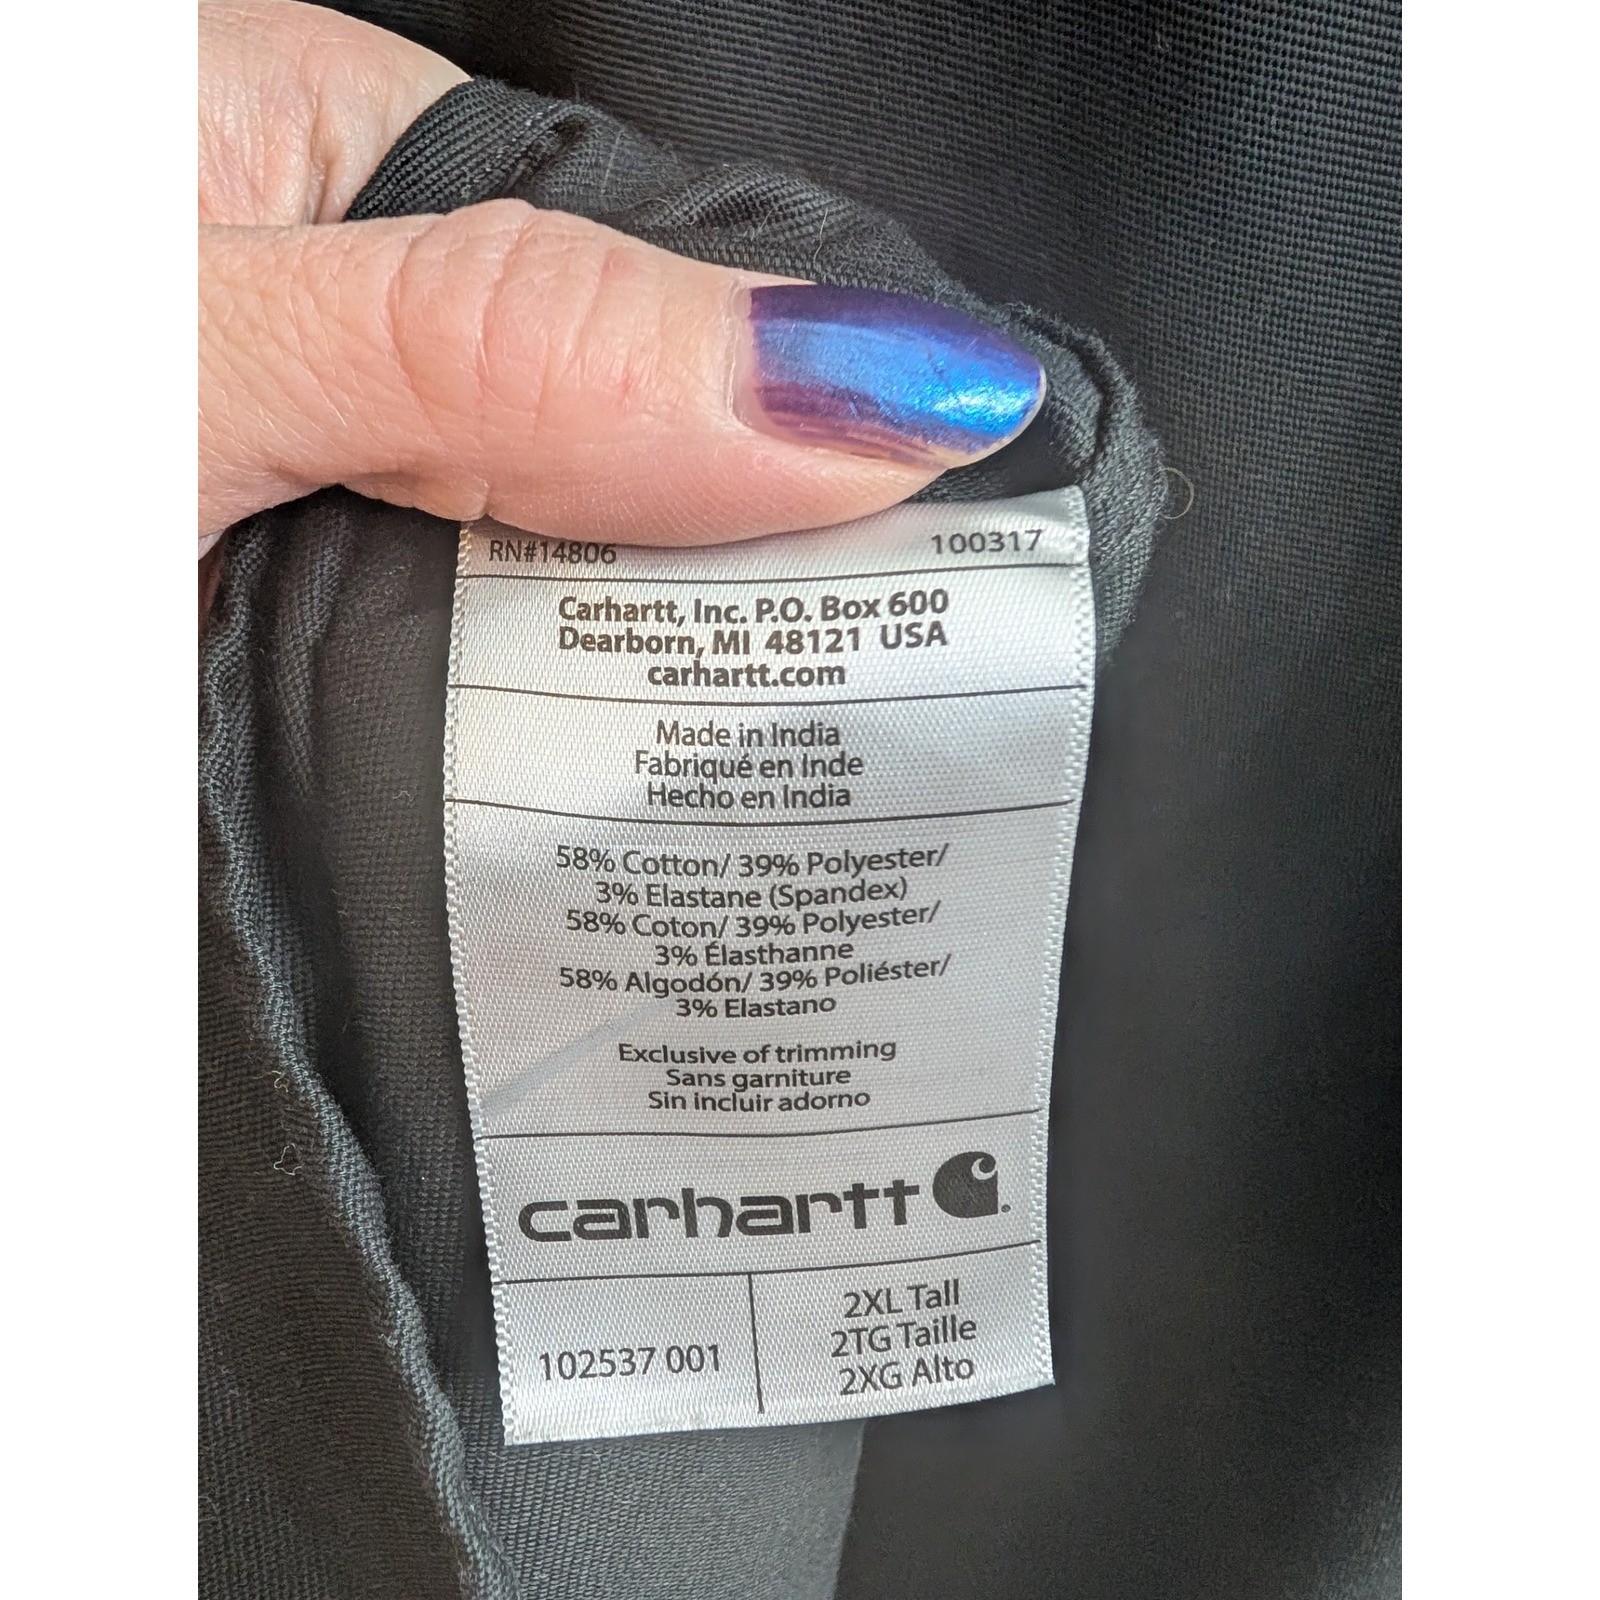 RN#14806 100317
Carhartt, Inc. P.O. Box 600
Dearborn, MI 48121 USA
carhartt.com
Made in India
Fabriqué en Inde
Hecho en India
58% Cotton/ 39% Polyester/
3% Elastane (Spandex)
58% Coton/ 39% Polyester/
3% Élasthanne
58% Algodón/ 39% Poliéster/
3% Elastano
Exclusive of trimming
Sans garniture
Sin incluir adorno
carhartt
102537 001
2XL Tall
2TG Taille
2XG Alto